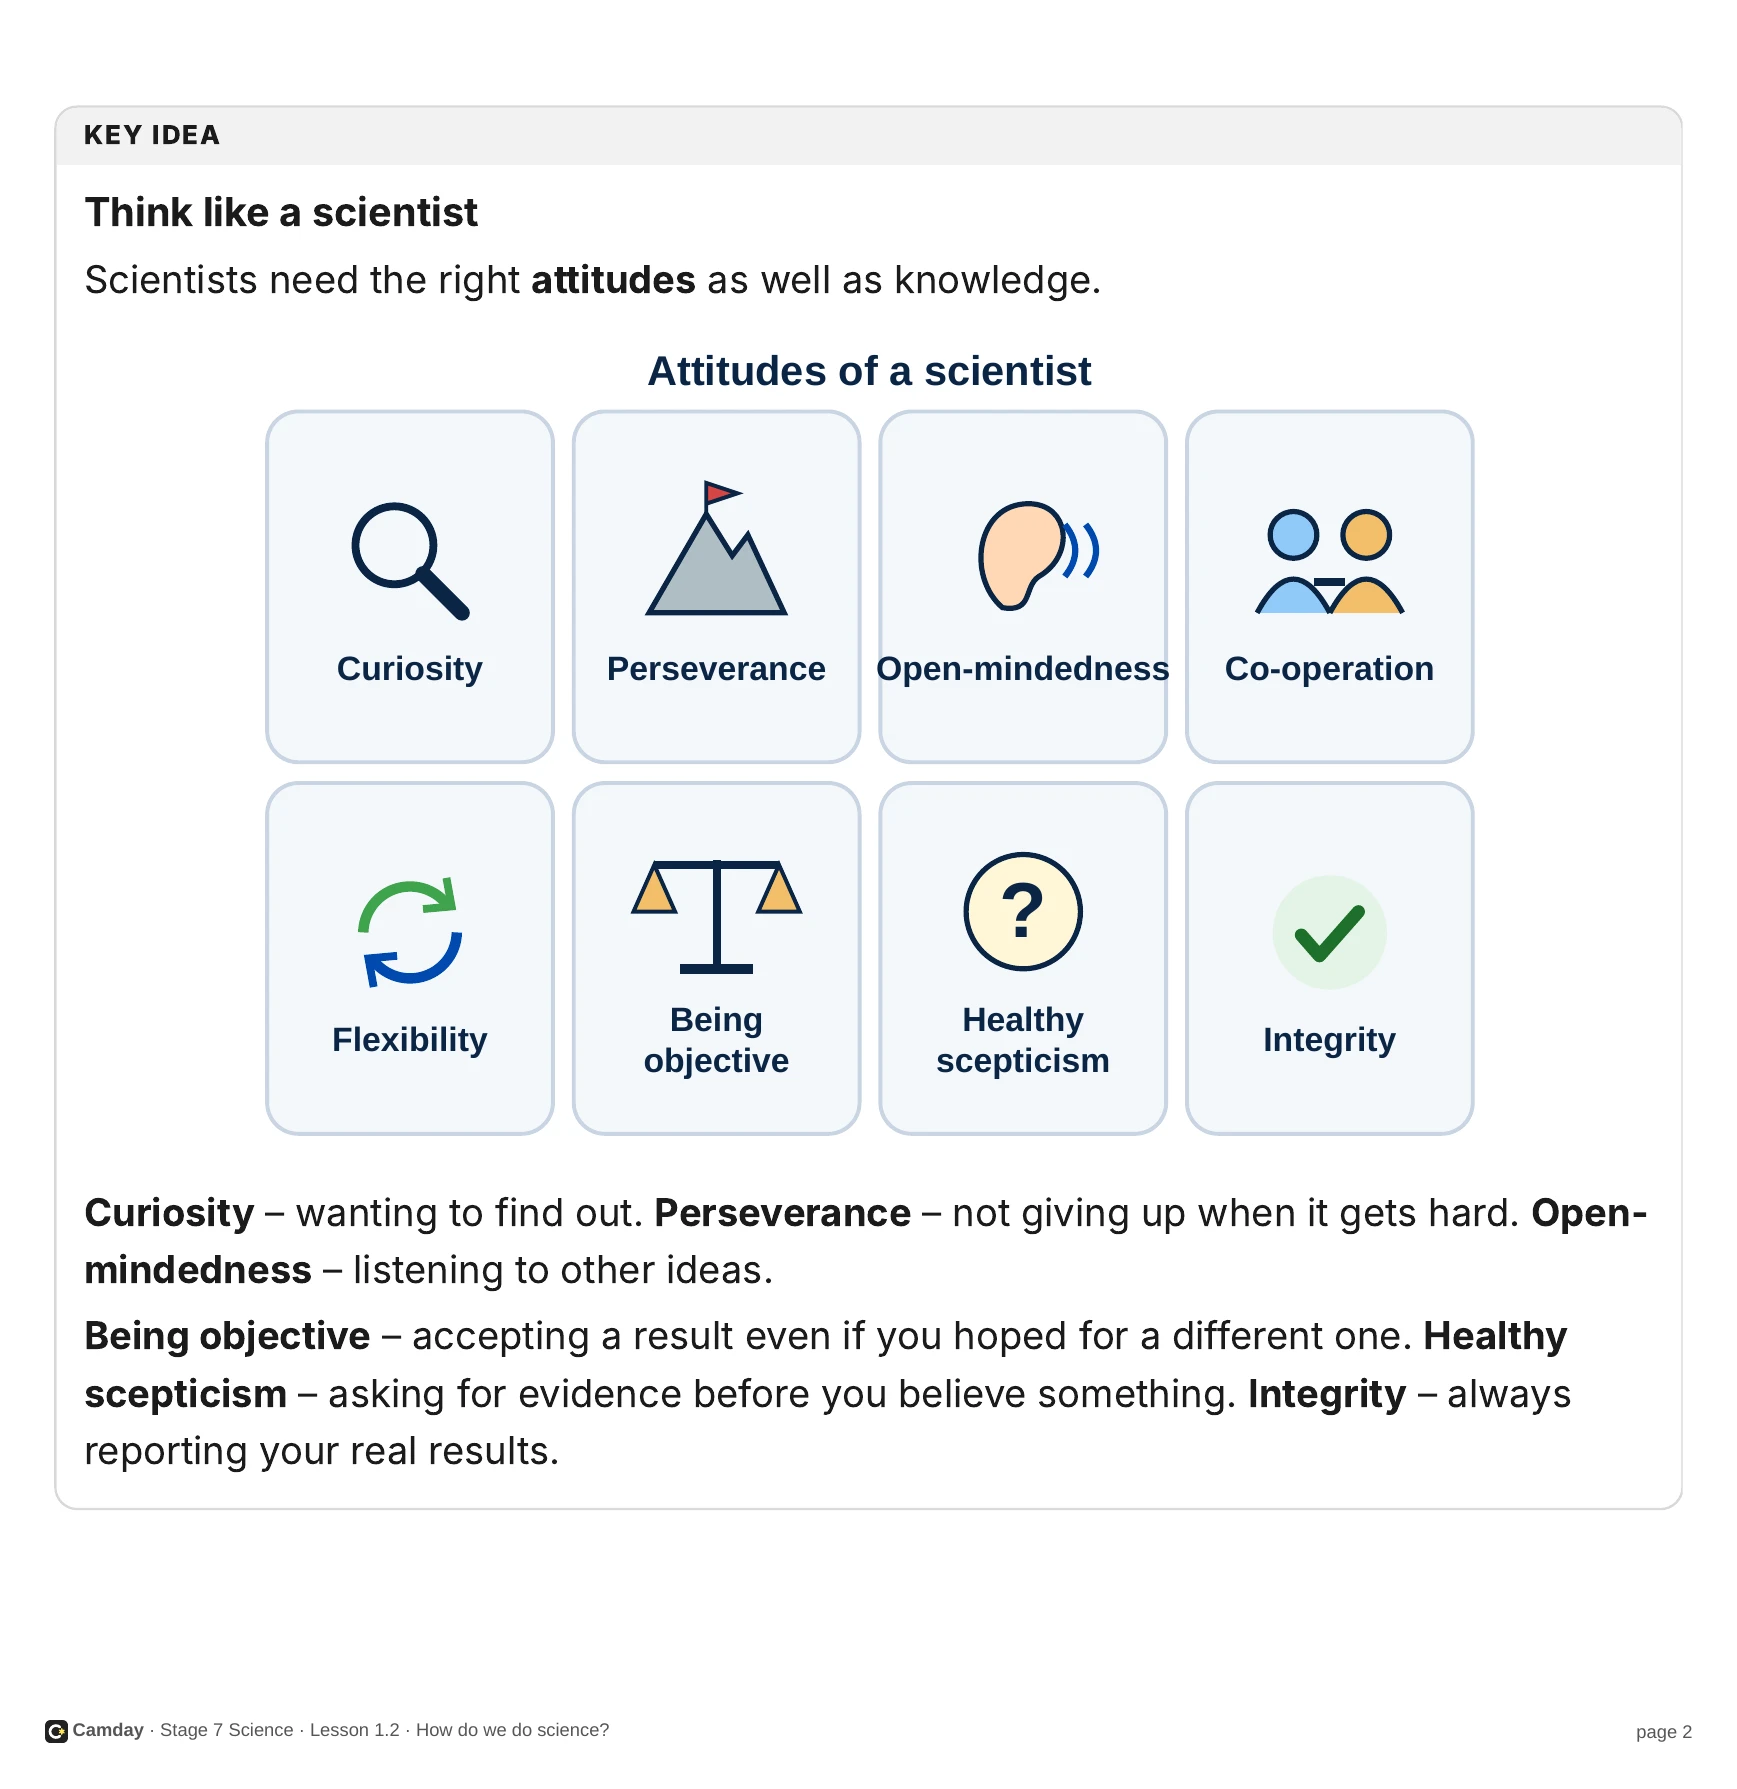 KEY IDEA
Think like a scientist
Scientists need the right attitudes as well as knowledge.
Attitudes of a scientist
Curiosity
Perseverance
Open-mindedness
Co-operation
Flexibility
Being
objective
?
Healthy
scepticism
Integrity
Curiosity – wanting to find out. Perseverance – not giving up when it gets hard. Open-
mindedness – listening to other ideas.
Being objective – accepting a result even if you hoped for a different one. Healthy
scepticism – asking for evidence before you believe something. Integrity – always
reporting your real results.
Camday · Stage 7 Science · Lesson 1.2 · How do we do science?
page 2